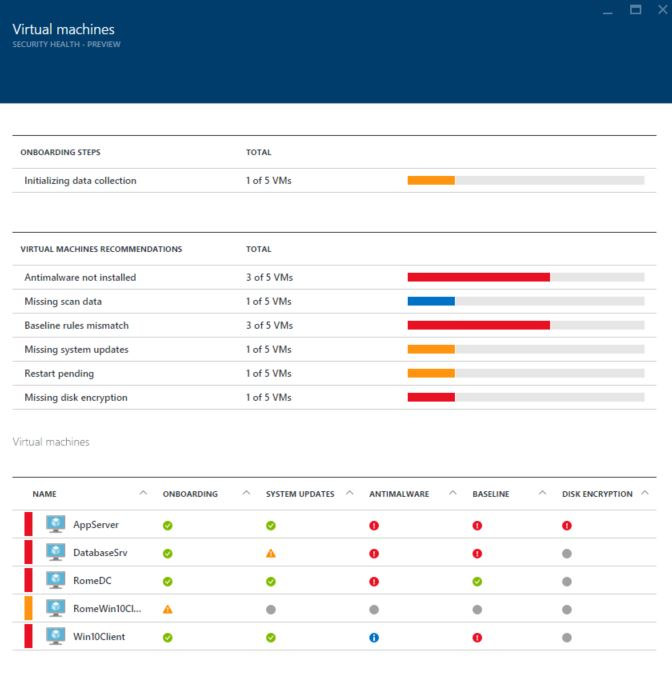 Virtual machines
SECURITY HEALTH - PREVIEW
ONBOARDING STEPS TOTAL
Initializing data collection 1 of 5 VMs
VIRTUAL MACHINES RECOMMENDATIONS TOTAL
Antimalware not installed 3 of 5 VMs
Missing scan data 1 of 5 VMs
Baseline rules mismatch 3 of 5 VMs
Missing system updates 1 of 5 VMs
Restart pending 1 of 5 VMs
Missing disk encryption 1 of 5 VMs
Virtual machines
NAME ONBOARDING SYSTEM UPDATES ANTIMALWARE BASELINE DISK ENCRYPTION
AppServer
DatabaseSrv
RomeDC
RomeWin10Cl...
Win10Client